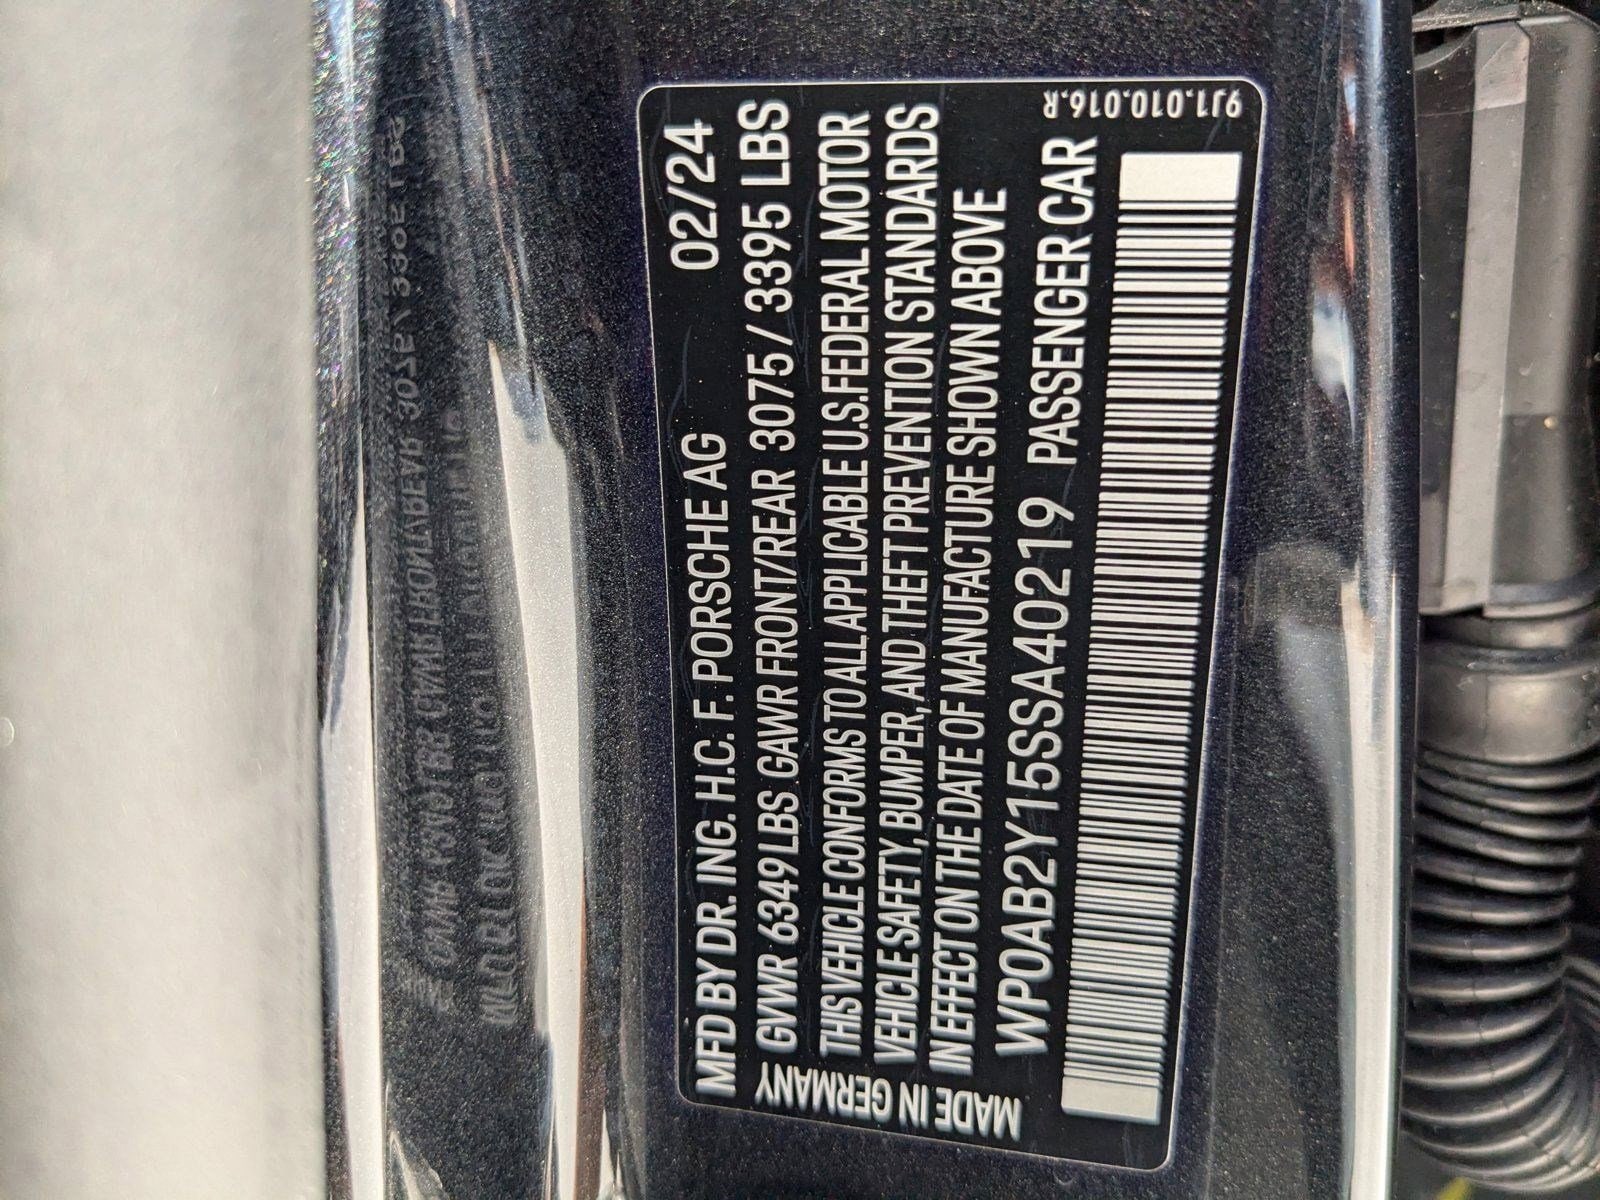 MFD BY DR. ING. H.C. F. PORSCHE AG 02/24
GVWR 6349 LBS GAWR FRONT/REAR 3075 / 3395 LBS
THIS VEHICLE CONFORMS TO ALL APPLICABLE U.S. FEDERAL MOTOR
VEHICLE SAFETY, BUMPER, AND THEFT PREVENTION STANDARDS
IN EFFECT ON THE DATE OF MANUFACTURE SHOWN ABOVE
WP0AB2Y15SSA40219 PASSENGER CAR
MADE IN GERMANY
9J1.010.016.R